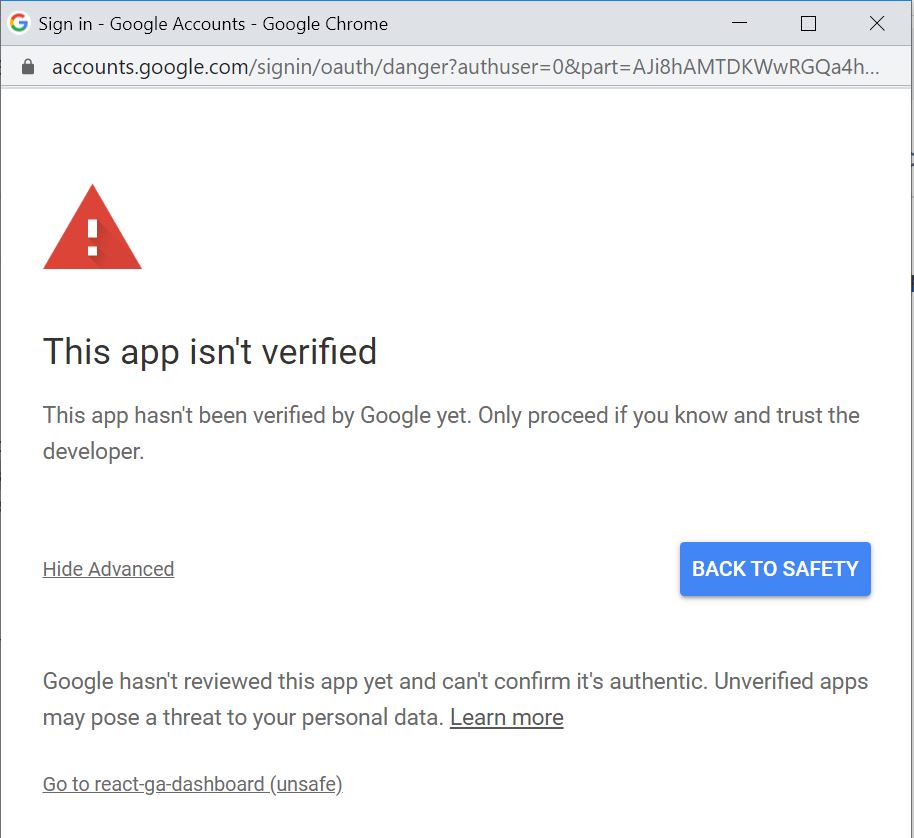 Sign in - Google Accounts - Google Chrome
accounts.google.com/signin/oauth/danger?authuser=0&part=AJi8hAMTDKWwRGQa4h...
This app isn't verified
This app hasn't been verified by Google yet. Only proceed if you know and trust the
developer.
Hide Advanced
BACK TO SAFETY
Google hasn't reviewed this app yet and can't confirm it's authentic. Unverified apps
may pose a threat to your personal data. Learn more
Go to react-ga-dashboard (unsafe)